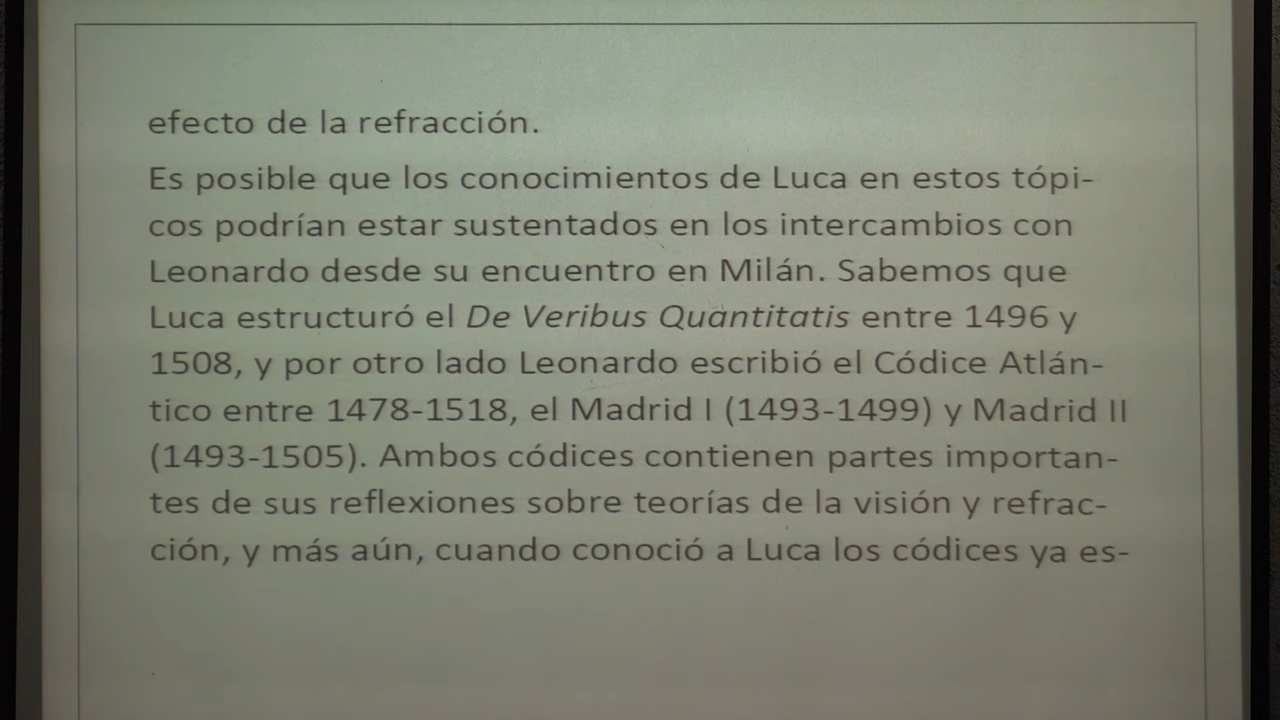 efecto de la refracción.
Es posible que los conocimientos de Luca en estos tópi-
cos podrían estar sustentados en los intercambios con
Leonardo desde su encuentro en Milán. Sabemos que
Luca estructuró el De Veribus Quantitatis entre 1496 y
1508, y por otro lado Leonardo escribió el Códice Atlán-
tico entre 1478-1518, el Madrid I (1493-1499) y Madrid II
(1493-1505). Ambos códices contienen partes importan-
tes de sus reflexiones sobre teorías de la visión y refrac-
ción, y más aún, cuando conoció a Luca los códices ya es-